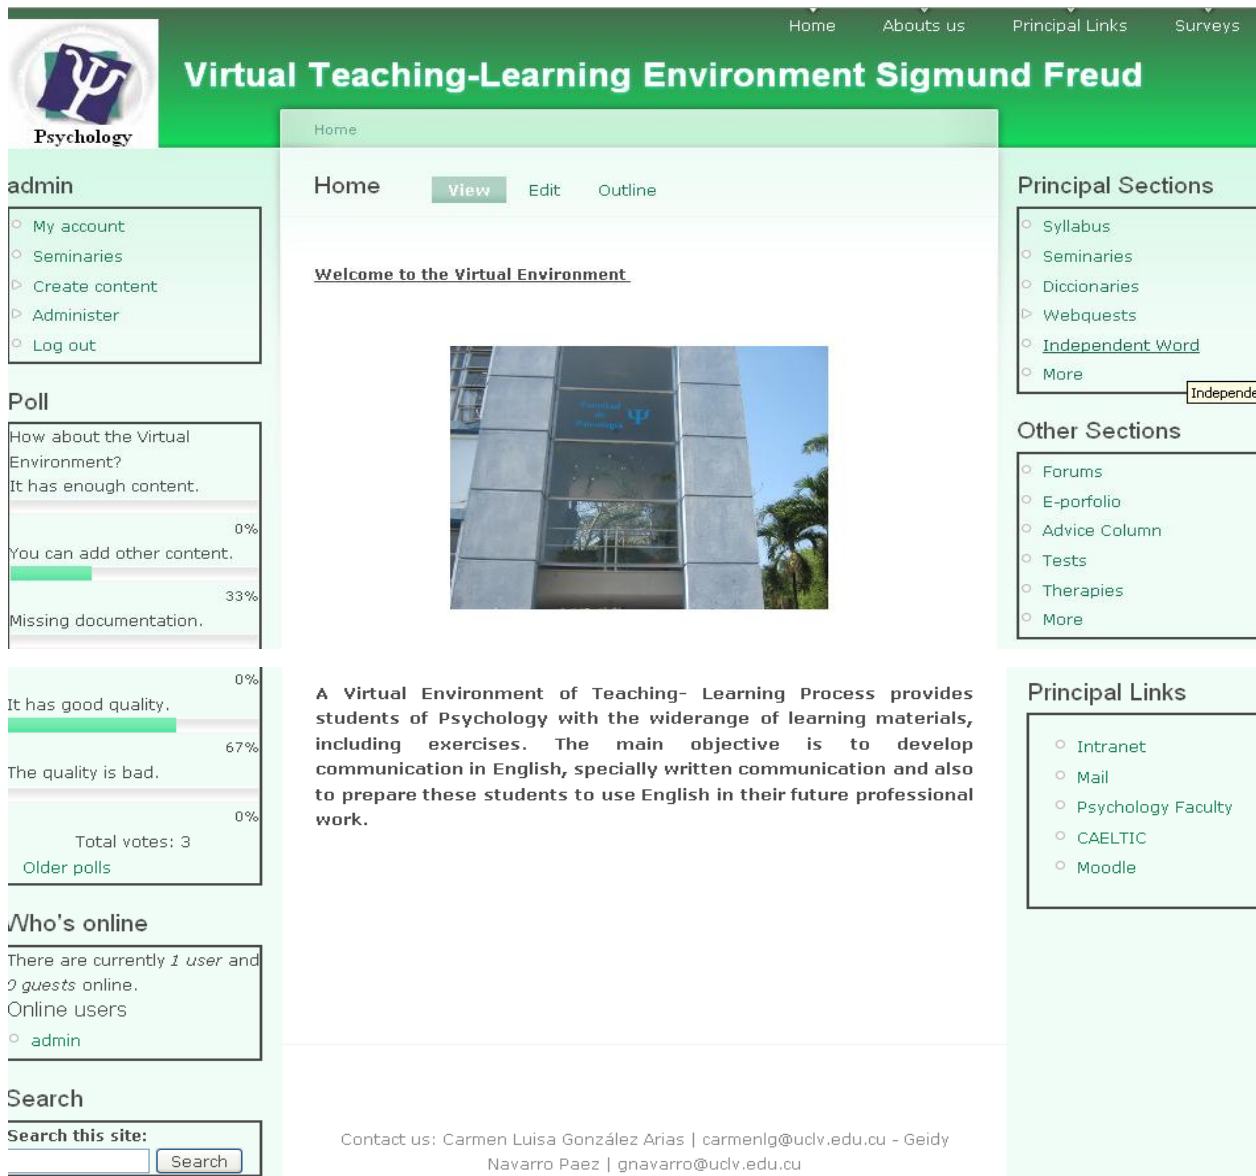 Home Abouts us Principal Links Surveys
Virtual Teaching-Learning Environment Sigmund Freud
Psychology
Home
admin
My account
Seminaries
Create content
Administer
Log out
Poll
How about the Virtual
Environment?
It has enough content.
0%
You can add other content.
33%
Missing documentation.
0%
It has good quality.
67%
The quality is bad.
0%
Total votes: 3
Older polls
Who's online
There are currently 1 user and
0 guests online.
Online users
admin
Search
Search this site:
Search
Home View Edit Outline
Welcome to the Virtual Environment
Facultad
de
Psicología
Ψ
A Virtual Environment of Teaching- Learning Process provides
students of Psychology with the widerange of learning materials,
including exercises. The main objective is to develop
communication in English, specially written communication and also
to prepare these students to use English in their future professional
work.
Contact us: Carmen Luisa González Arias | carmenlg@uclv.edu.cu - Geidy
Navarro Paez | gnavarro@uclv.edu.cu
Principal Sections
Syllabus
Seminaries
Diccionaries
Webquests
Independent Word
More
Independe
Other Sections
Forums
E-porfolio
Advice Column
Tests
Therapies
More
Principal Links
Intranet
Mail
Psychology Faculty
CAELTIC
Moodle